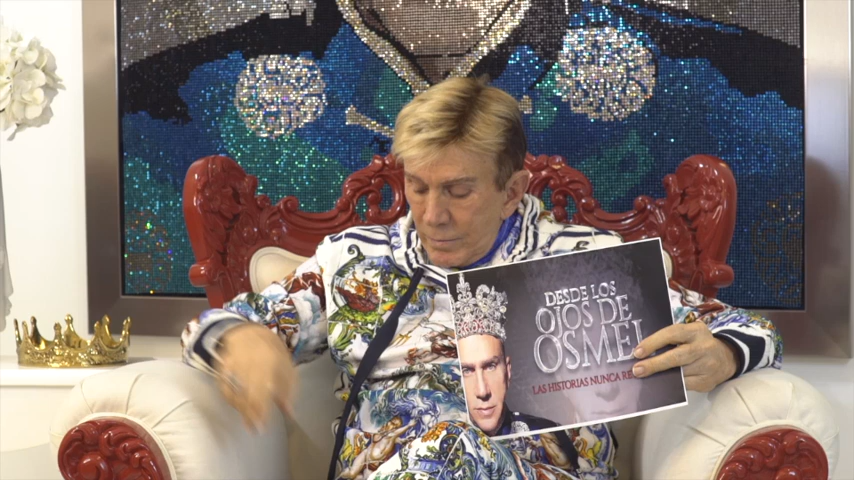 DESDE LOS
OJOS DE
OSMEL
LAS HISTORIAS NUNCA